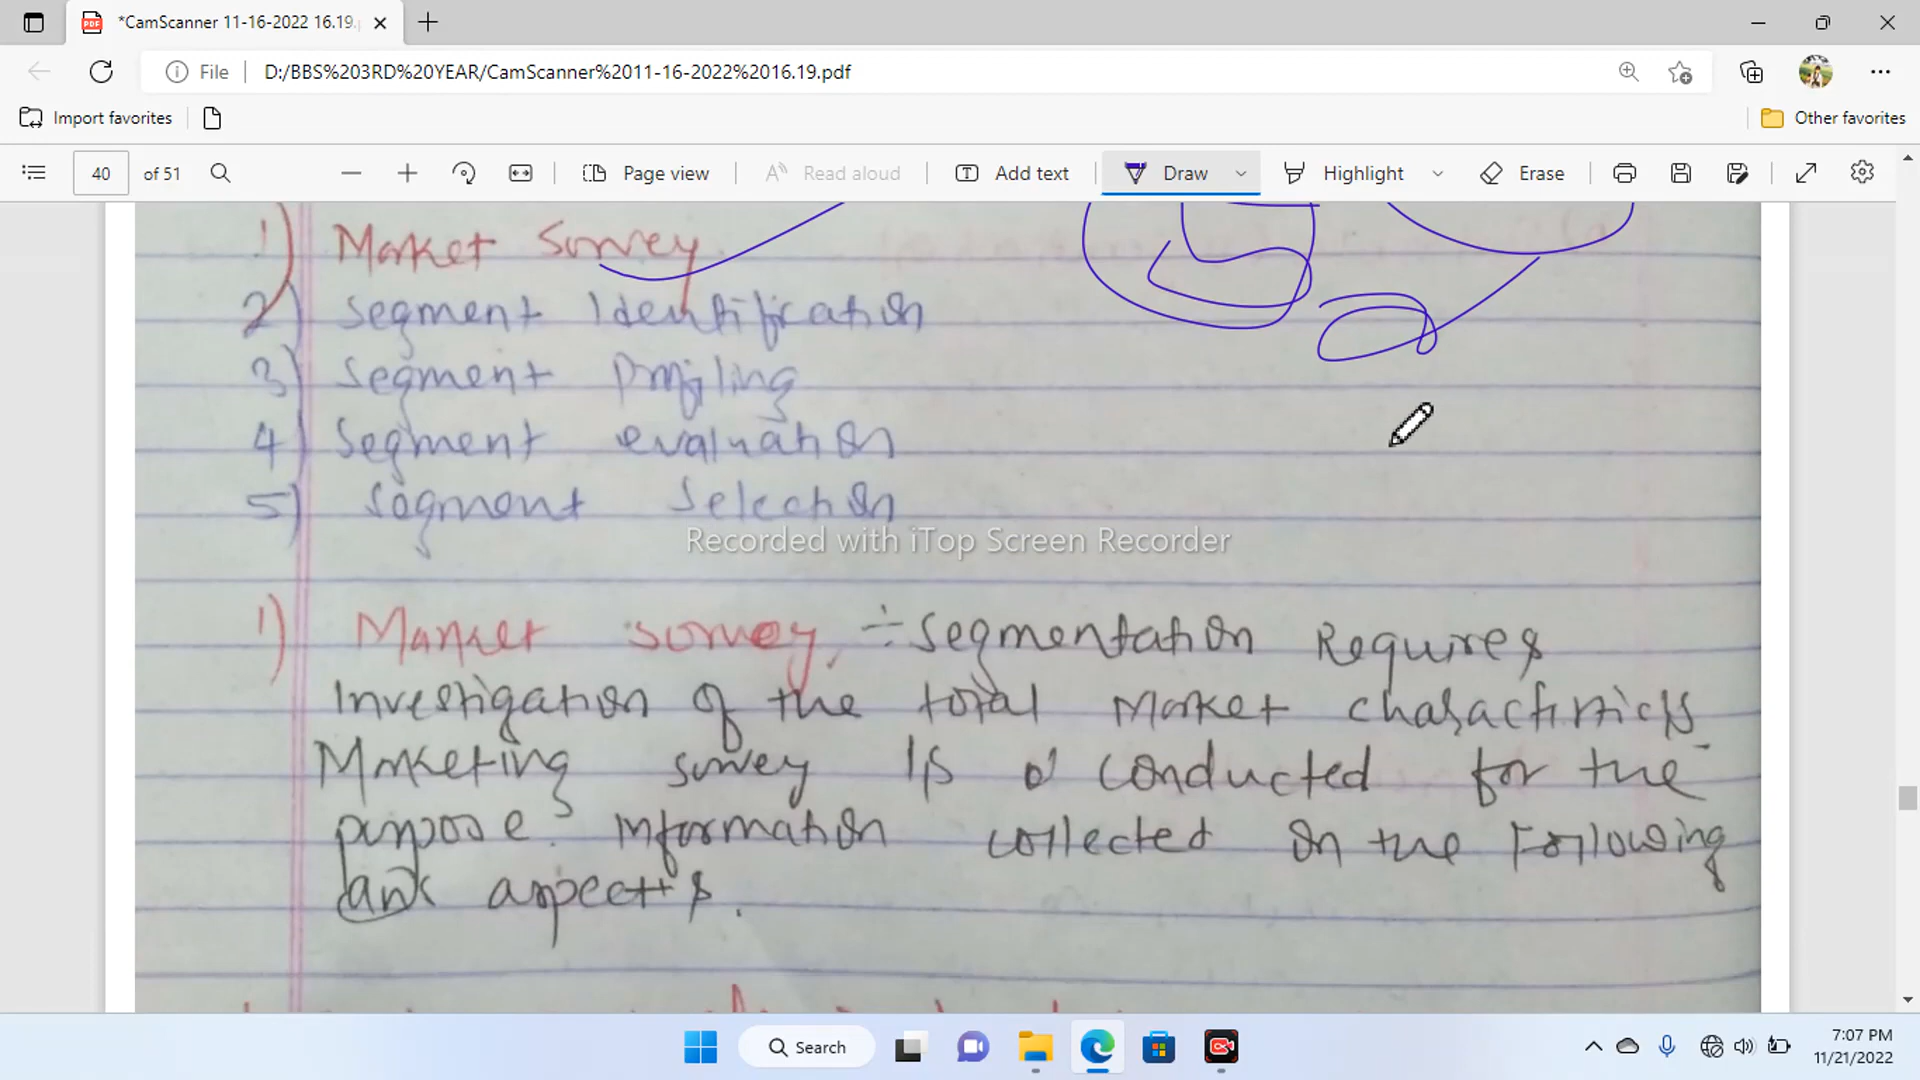 *CamScanner 11-16-2022 16.19.p
File D:/BBS%203RD%20YEAR/CamScanner%2011-16-2022%2016.19.pdf
Import favorites
Other favorites
40 of 51 Page view Read aloud Add text Draw Highlight Erase
1) Market Survey
2) Segment Identification
3) Segment Profiling
4) Segment evaluation
5) Segment Selection
Recorded with iTop Screen Recorder
1) Market survey, ÷ Segmentation Requires
Investigation of the total Market
Marketing survey is conducted for the
purpose. Information collected on the Following
aspects.
Search
7:07 PM
11/21/2022